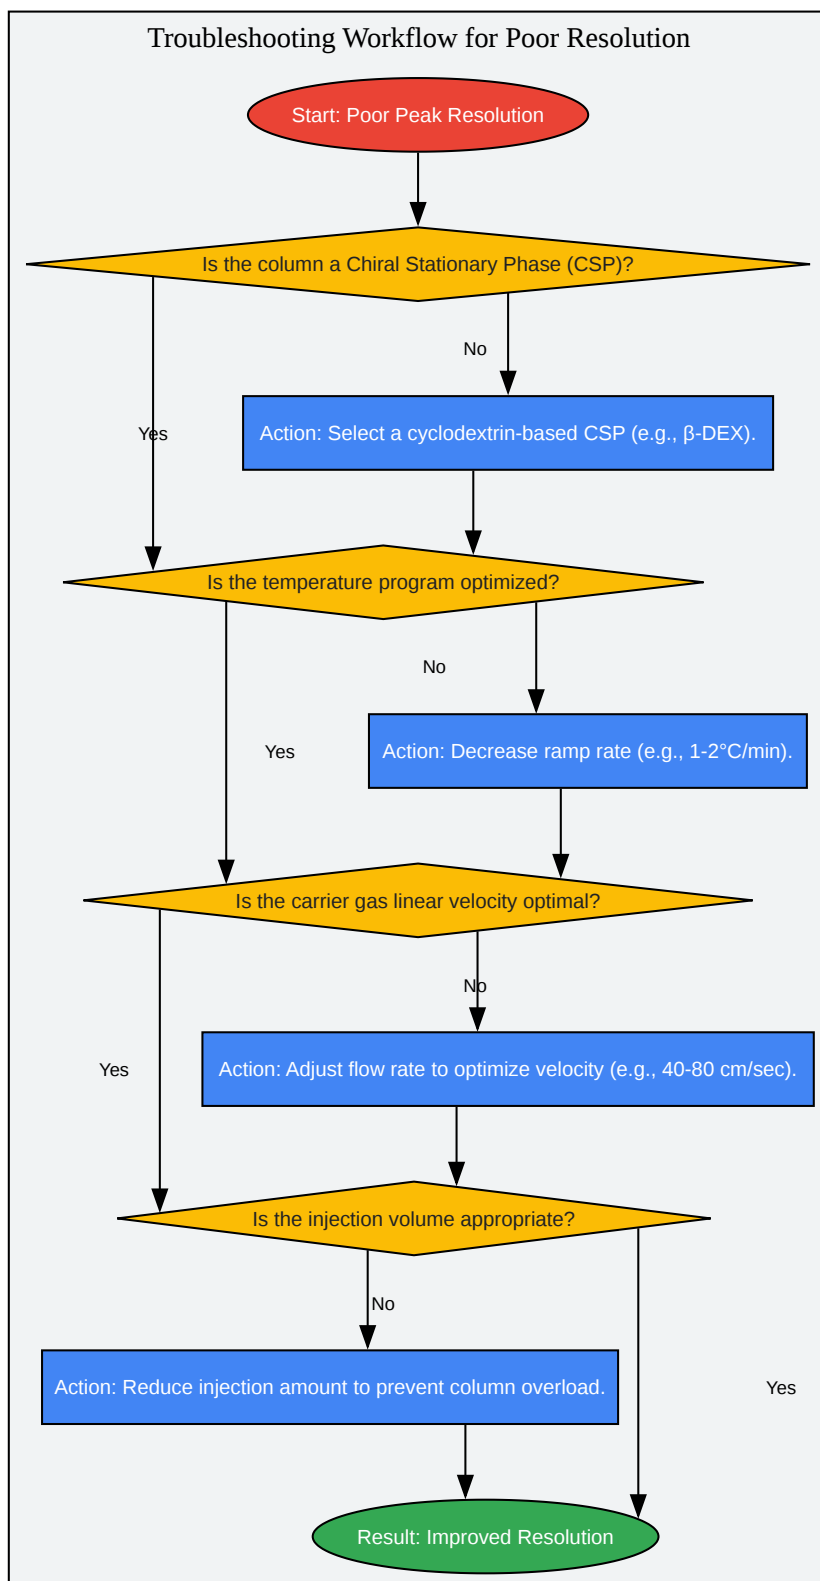 Troubleshooting Workflow for Poor Resolution
Start: Poor Peak Resolution
Is the column a Chiral Stationary Phase (CSP)?
No
Yes
Action: Select a cyclodextrin-based CSP (e.g., β-DEX).
Is the temperature program optimized?
No
Yes
Action: Decrease ramp rate (e.g., 1-2°C/min).
Is the carrier gas linear velocity optimal?
No
Yes
Action: Adjust flow rate to optimize velocity (e.g., 40-80 cm/sec).
Is the injection volume appropriate?
No
Action: Reduce injection amount to prevent column overload.
Yes
Result: Improved Resolution